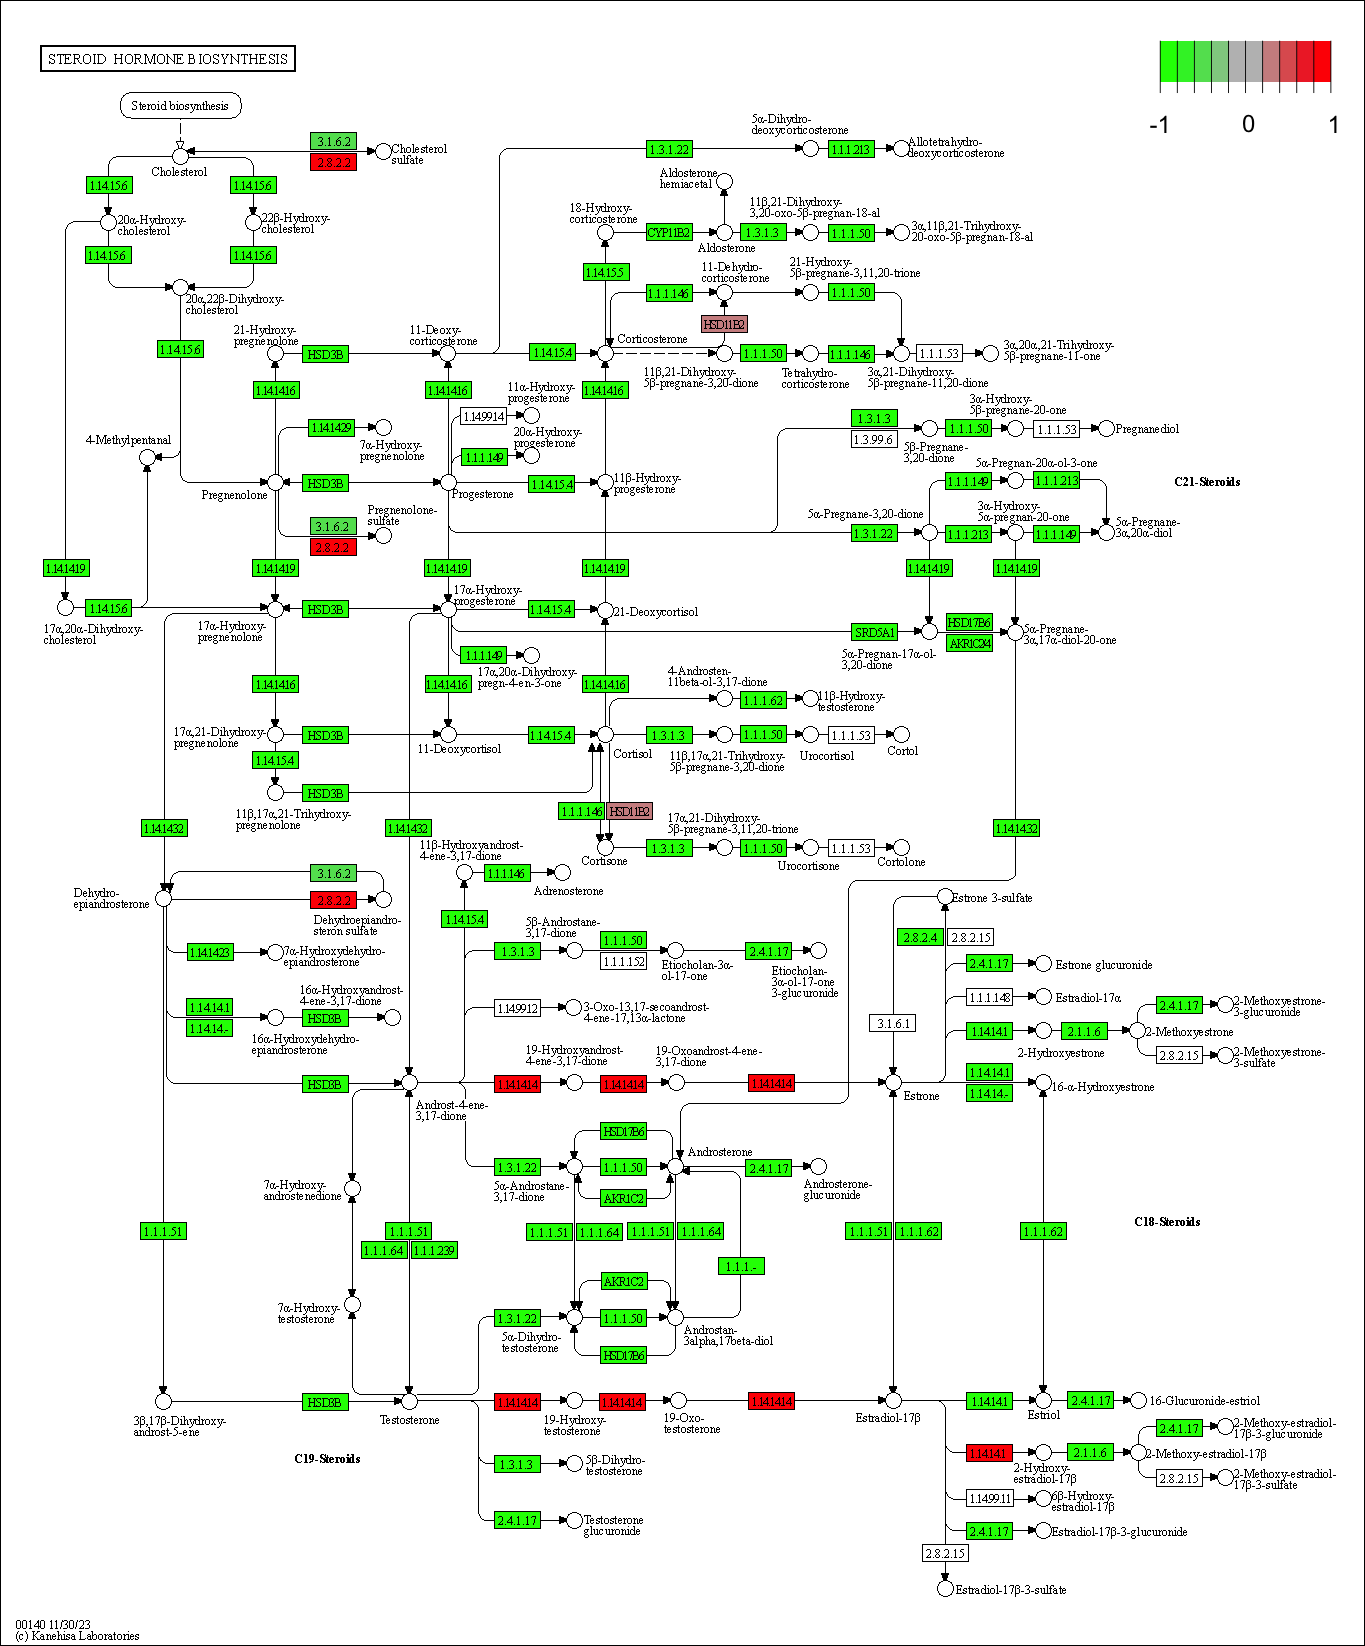 STEROID HORMONE BIOSYNTHESIS
-1
0
1
Steroid biosynthesis
3.1.6.2
2.8.2.2
Cholesterol
sulfate
Cholesterol
1.14.15.6
1.14.15.6
20α-Hydroxy-
cholesterol
22β-Hydroxy-
cholesterol
1.14.15.6
1.14.15.6
20α,22β-Dihydroxy-
cholesterol
1.14.15.6
5α-Dihydro-
deoxycorticosterone
1.3.1.22
1.1.1.213
Allotetrahydro-
deoxycorticosterone
Aldosterone
hemiacetal
18-Hydroxy-
corticosterone
CYP11B2
Aldosterone
11β,21-Dihydroxy-
3,20-oxo-5β-pregnan-18-al
1.3.1.3
1.1.1.50
3α,11β,21-Trihydroxy-
20-oxo-5β-pregnan-18-al
1.14.15.5
11-Dehydro-
corticosterone
21-Hydroxy-
5β-pregnane-3,11,20-trione
1.1.1.146
1.1.1.50
HSD11B2
21-Hydroxy-
pregnenolone
HSD3B
11-Deoxy-
corticosterone
1.14.15.4
Corticosterone
11β,21-Dihydroxy-
5β-pregnane-3,20-dione
1.1.1.50
Tetrahydro-
corticosterone
1.1.1.146
3α,21-Dihydroxy-
5β-pregnane-11,20-dione
1.1.1.53
3α,20α,21-Trihydroxy-
5β-pregnane-11-one
1.14.14.16
1.14.14.16
1.14.14.16
11α-Hydroxy-
progesterone
1.14.99.14
1.14.14.29
7α-Hydroxy-
pregnenolone
20α-Hydroxy-
progesterone
1.1.1.149
1.3.1.3
1.3.99.6
5β-Pregnane-
3,20-dione
1.1.1.50
3α-Hydroxy-
5β-pregnane-20-one
1.1.1.53
Pregnanediol
4-Methylpentanal
Pregnenolone
HSD3B
Progesterone
1.14.15.4
11β-Hydroxy-
progesterone
5α-Pregnan-20α-ol-3-one
1.1.1.149
1.1.1.213
C21-Steroids
3.1.6.2
2.8.2.2
Pregnenolone-
sulfate
5α-Pregnane-3,20-dione
1.3.1.22
3α-Hydroxy-
5α-pregnan-20-one
1.1.1.213
1.1.1.149
5α-Pregnane-
3α,20α-diol
1.14.14.19
1.14.14.19
1.14.14.19
1.14.14.19
1.14.14.19
1.14.14.19
17α,20α-Dihydroxy-
cholesterol
1.14.15.6
17α-Hydroxy-
pregnenolone
HSD3B
17α-Hydroxy-
progesterone
1.14.15.4
21-Deoxycortisol
SRD5A1
5α-Pregnan-17α-ol-
3,20-dione
HSD17B6
AKR1C2/4
5α-Pregnane-
3α,17α-diol-20-one
1.1.1.149
17α,20α-Dihydroxy-
pregn-4-en-3-one
1.14.14.16
1.14.14.16
1.14.14.16
4-Androsten-
11beta-ol-3,17-dione
1.1.1.62
11β-Hydroxy-
testosterone
17α,21-Dihydroxy-
pregnenolone
HSD3B
11-Deoxycortisol
1.14.15.4
Cortisol
1.3.1.3
11β,17α,21-Trihydroxy-
5β-pregnane-3,20-dione
1.1.1.50
Urocortisol
1.1.1.53
Cortol
1.14.15.4
HSD3B
11β,17α,21-Trihydroxy-
pregnenolone
1.1.1.146
HSD11B2
1.14.14.32
1.14.14.32
1.14.14.32
Cortisone
1.3.1.3
17α,21-Dihydroxy-
5β-pregnane-3,11,20-trione
1.1.1.50
Urocortisone
1.1.1.53
Cortolone
11β-Hydroxyandrost-
4-ene-3,17-dione
1.1.1.146
Adrenosterone
1.14.15.4
Dehydro-
epiandrosterone
3.1.6.2
2.8.2.2
Dehydroepiandro-
steron sulfate
Estrone 3-sulfate
2.8.2.4
2.8.2.15
1.14.14.23
7α-Hydroxydehydro-
epiandrosterone
1.3.1.3
5β-Androstane-
3,17-dione
1.1.1.50
1.1.1.152
Etiocholan-3α-
ol-17-one
2.4.1.17
Etiocholan-
3α-ol-17-one
3-glucuronide
2.4.1.17
Estrone glucuronide
1.14.14.1
1.14.14.-
16α-Hydroxydehydro-
epiandrosterone
16α-Hydroxyandrost-
4-ene-3,17-dione
HSD3B
1.14.99.12
3-Oxo-13,17-secoandrost-
4-ene-17,13α-lactone
3.1.6.1
1.1.1.148
Estradiol-17α
1.14.14.1
2-Hydroxyestrone
2.1.1.6
2-Methoxyestrone
2.4.1.17
2-Methoxyestrone-
3-glucuronide
2.8.2.15
2-Methoxyestrone-
3-sulfate
HSD3B
Androst-4-ene-
3,17-dione
1.14.14.14
19-Hydroxyandrost-
4-ene-3,17-dione
1.14.14.14
19-Oxoandrost-4-ene-
3,17-dione
1.14.14.14
Estrone
1.14.14.1
1.14.14.-
16-α-Hydroxyestrone
HSD17B6
1.3.1.22
5α-Androstane-
3,17-dione
1.1.1.50
AKR1C2
Androsterone
2.4.1.17
Androsterone-
glucuronide
7α-Hydroxy-
androstenedione
1.1.1.51
1.1.1.51
1.1.1.64
1.1.1.239
1.1.1.51
1.1.1.64
1.1.1.51
1.1.1.64
1.1.1.51
1.1.1.62
1.1.1.62
C18-Steroids
1.1.1.-
AKR1C2
7α-Hydroxy-
testosterone
1.3.1.22
5α-Dihydro-
testosterone
1.1.1.50
HSD17B6
Androstan-
3alpha,17beta-diol
3β,17β-Dihydroxy-
androst-5-ene
HSD3B
Testosterone
1.14.14.14
19-Hydroxy-
testosterone
1.14.14.14
19-Oxo-
testosterone
1.14.14.14
Estradiol-17β
1.14.14.1
Estriol
2.4.1.17
16-Glucuronide-estriol
C19-Steroids
1.3.1.3
5β-Dihydro-
testosterone
1.14.14.1
2-Hydroxy-
estradiol-17β
2.1.1.6
2-Methoxy-estradiol-17β
2.4.1.17
2-Methoxy-estradiol-
17β-3-glucuronide
2.8.2.15
2-Methoxy-estradiol-
17β-3-sulfate
1.14.99.11
6β-Hydroxy-
estradiol-17β
2.4.1.17
Testosterone
glucuronide
2.4.1.17
Estradiol-17β-3-glucuronide
2.8.2.15
Estradiol-17β-3-sulfate
00140 11/30/23
(c) Kanehisa Laboratories